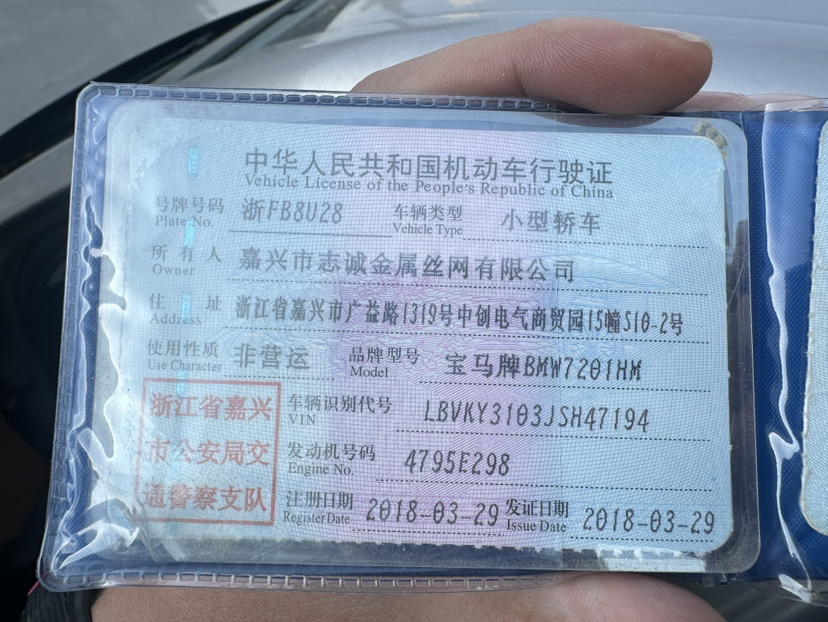 中华人民共和国机动车行驶证
Vehicle License of the People's Republic of China
号牌号码 浙FB8U28 车辆类型 小型轿车
Plate No. Vehicle Type
所有人 嘉兴市志诚金属丝网有限公司
Owner
住址 浙江省嘉兴市广益路1319号中创电气商贸园15幢S10-2号
Address
使用性质 非营运 品牌型号 宝马牌BMW7201HM
Use Character Model
浙江省嘉兴
市公安局交
通警察支队
车辆识别代号 LBVKY3103JSH47194
VIN
发动机号码 4795E298
Engine No.
注册日期 2018-03-29 发证日期 2018-03-29
Register Date Issue Date